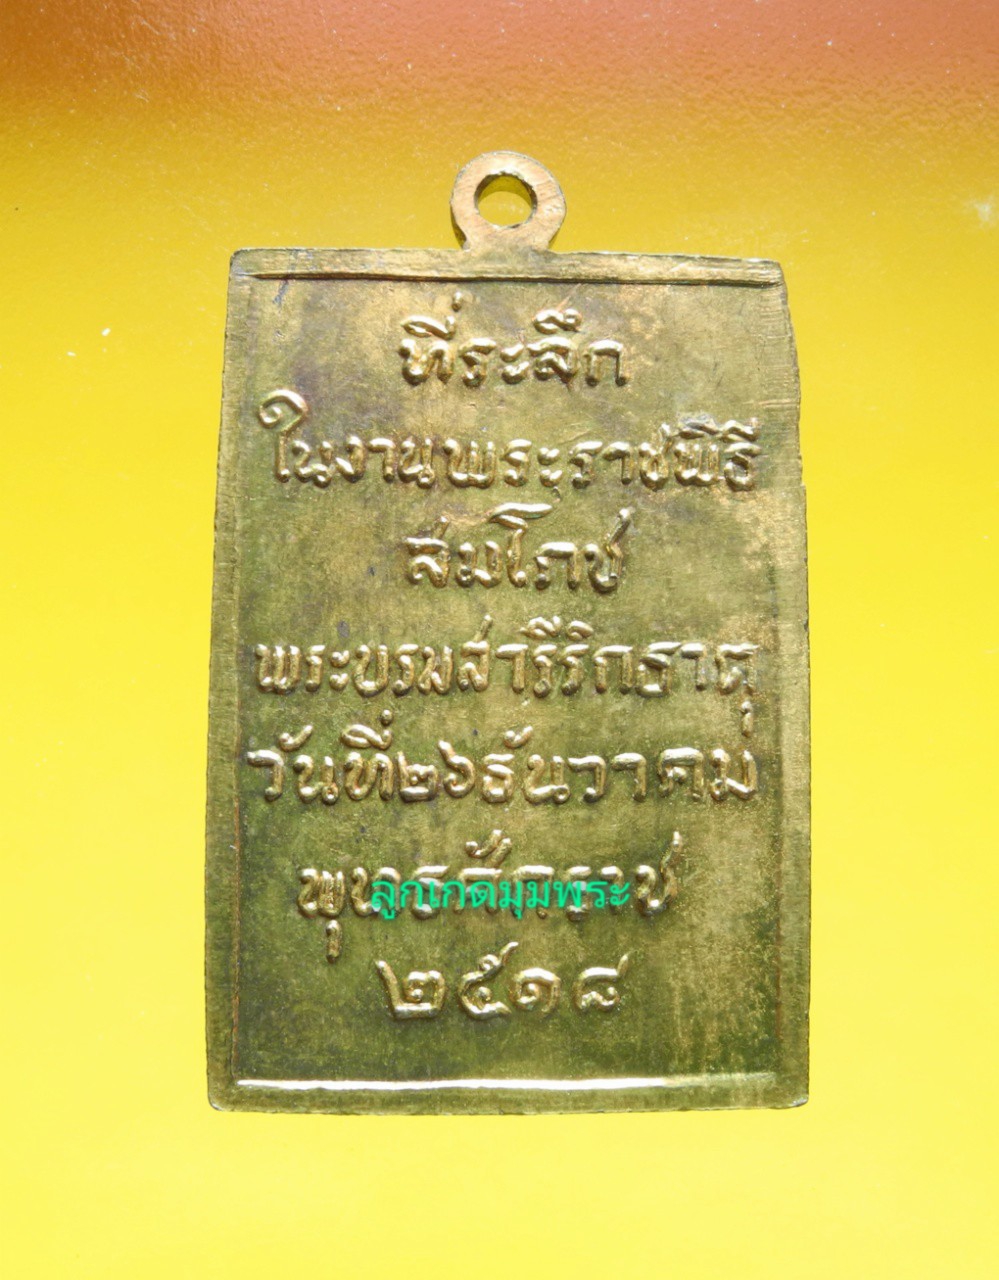 ที่ระลึก
ในงานพระราชพิธี
สมโภช
พระบรมสารีริกธาตุ
วันที่๒๖ธันวาคม
พุทธศักราช
ลูกเกดมุมพระ
๒๕๑๘